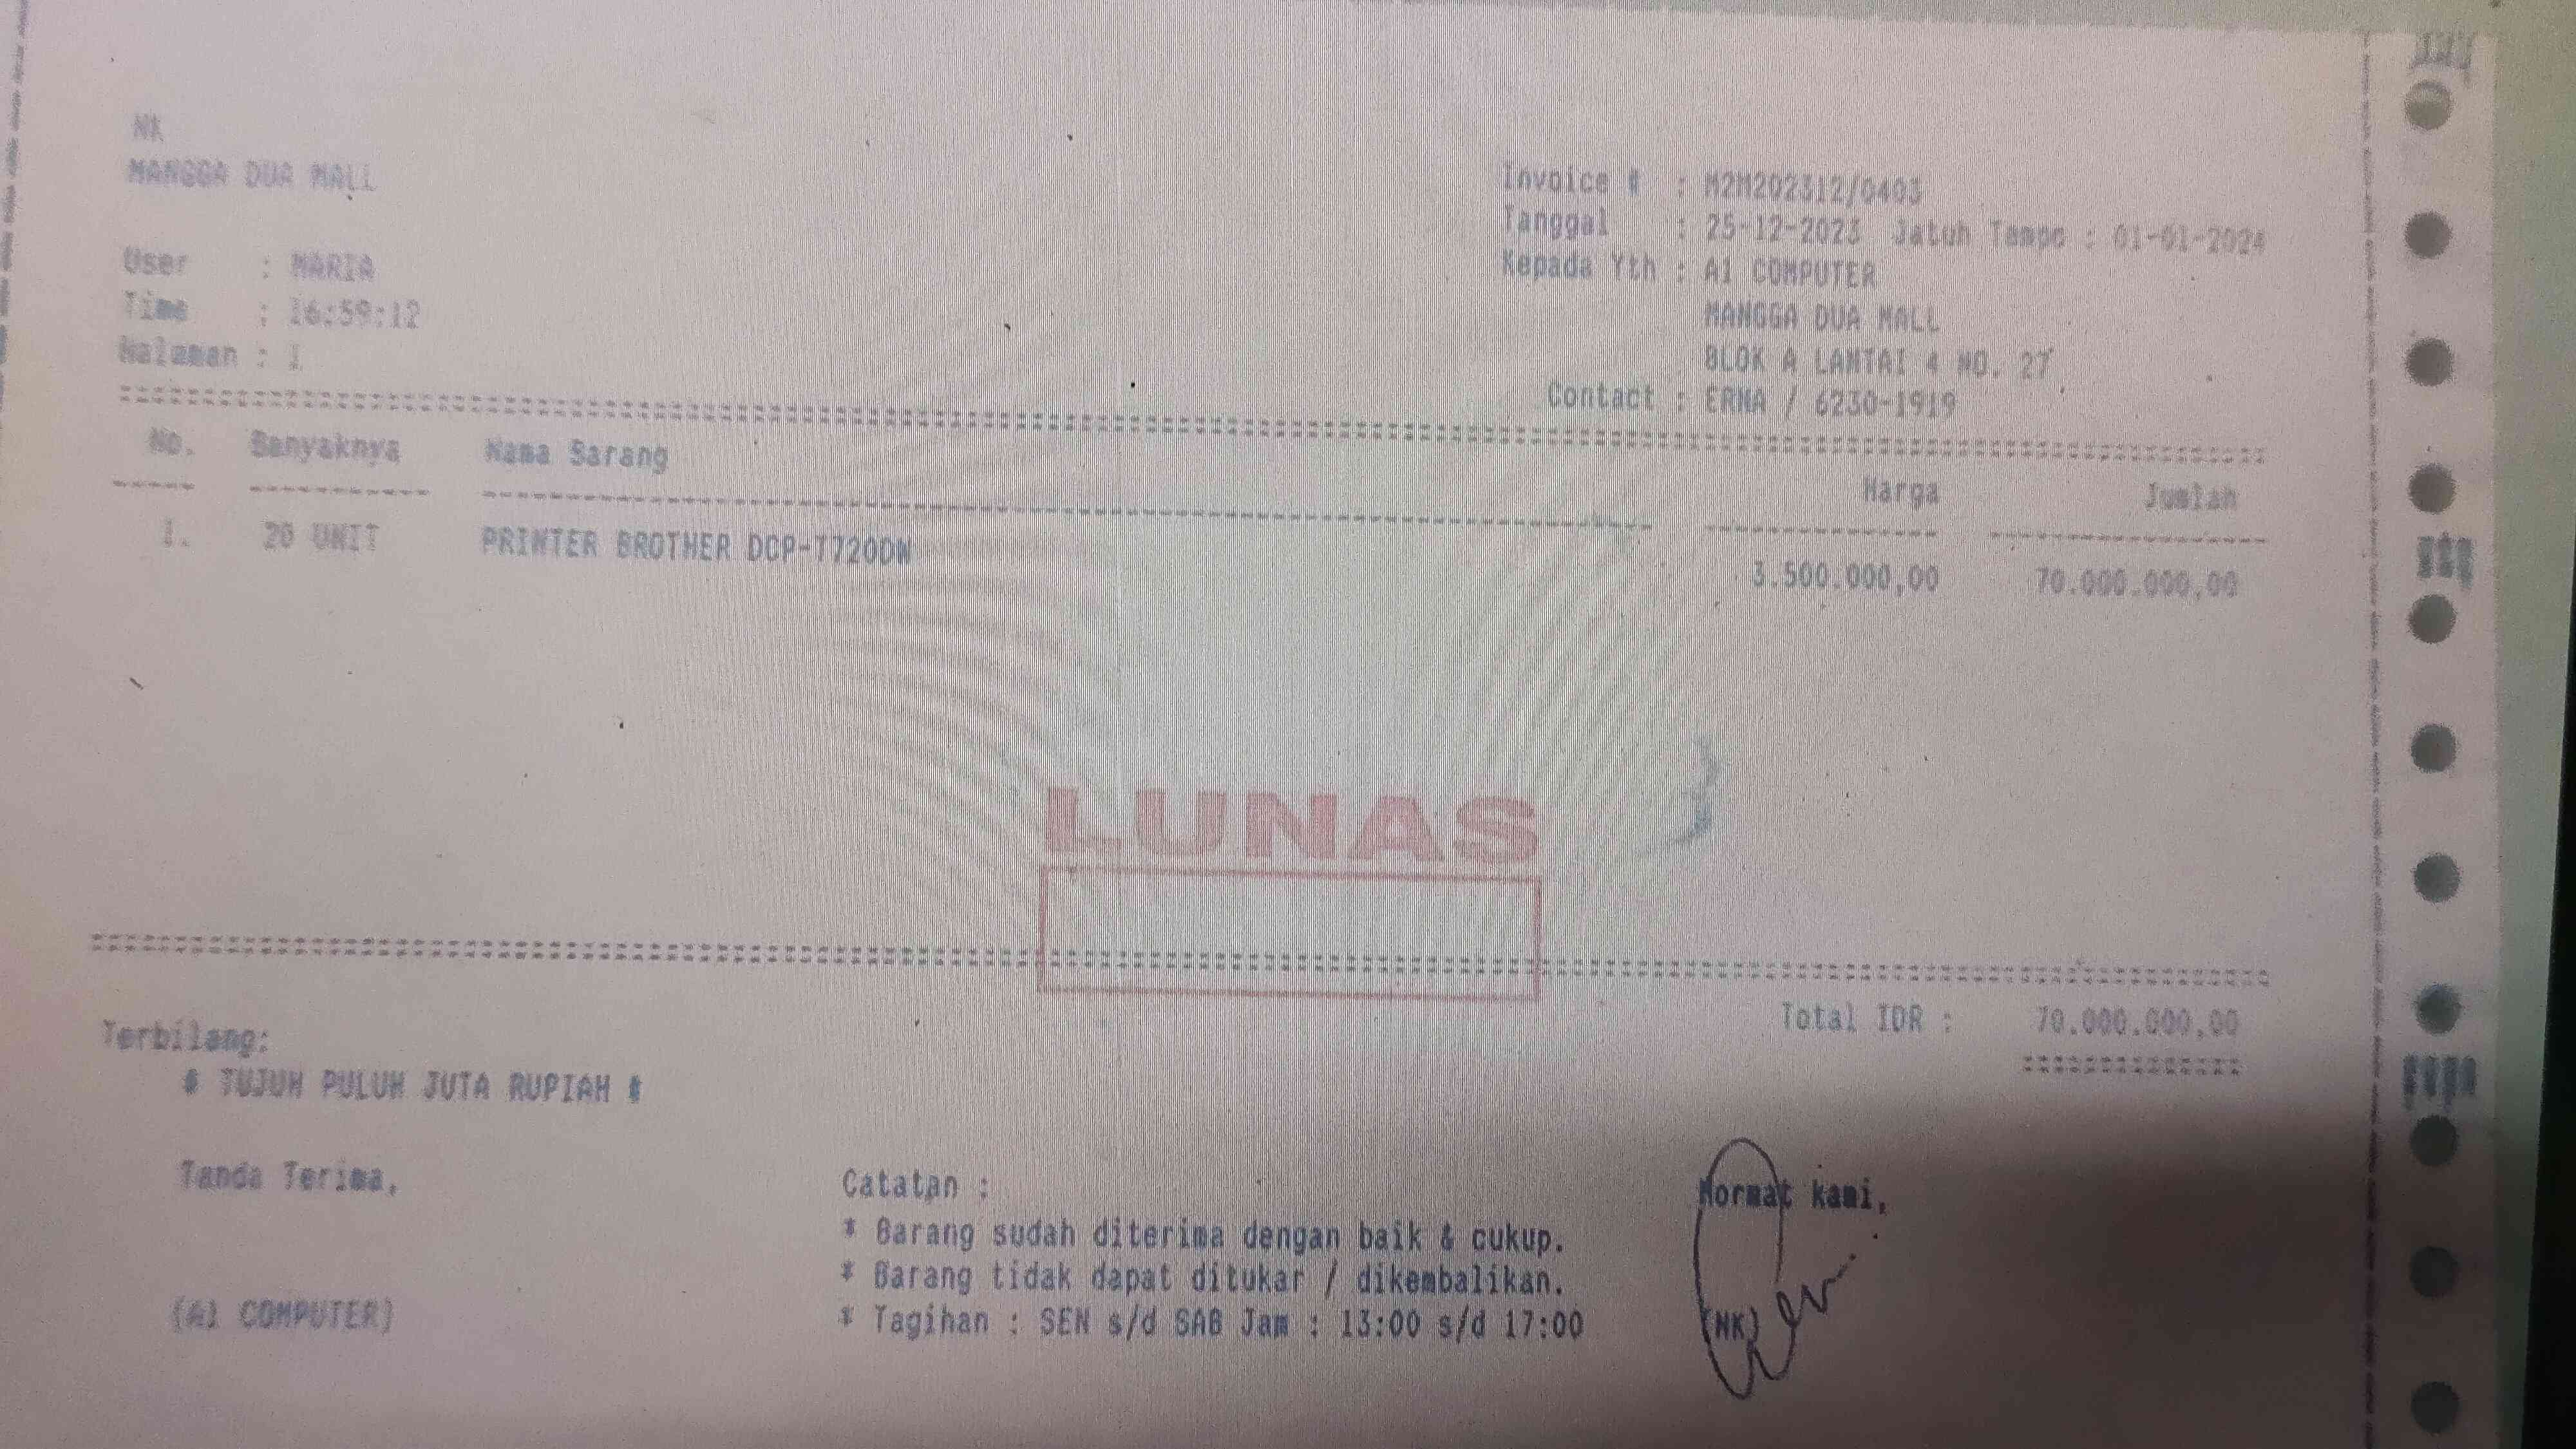 NK
MANGGA DUA MALL
User : MARIA
Time : 16:59:12
Halaman : 1
Invoice # : M2M202312/0403
Tanggal : 25-12-2023 Jatuh Tempo : 01-01-2024
Kepada Yth : A1 COMPUTER
MANGGA DUA MALL
BLOK A LANTAI 4 NO. 27
Contact : ERNA / 6230-1919
No. Banyaknya Nama Barang Harga Jumlah
1. 20 UNIT PRINTER BROTHER DCP-T720DW 3.500.000,00 70.000.000,00
LUNAS
Total IDR : 70.000.000,00
Terbilang:
# TUJUH PULUH JUTA RUPIAH #
Tanda Terima,
(A1 COMPUTER)
Catatan :
* Barang sudah diterima dengan baik & cukup.
* Barang tidak dapat ditukar / dikembalikan.
* Tagihan : SEN s/d SAB Jam : 13:00 s/d 17:00
Hormat kami,
(NK)